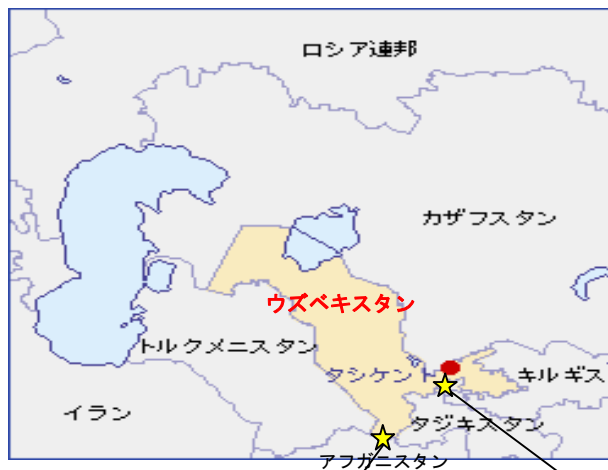 ロシア連邦
カザフスタン
ウズベキスタン
トルクメニスタン
タシケント
キルギス
イラン
タジキスタン
アフガニスタン